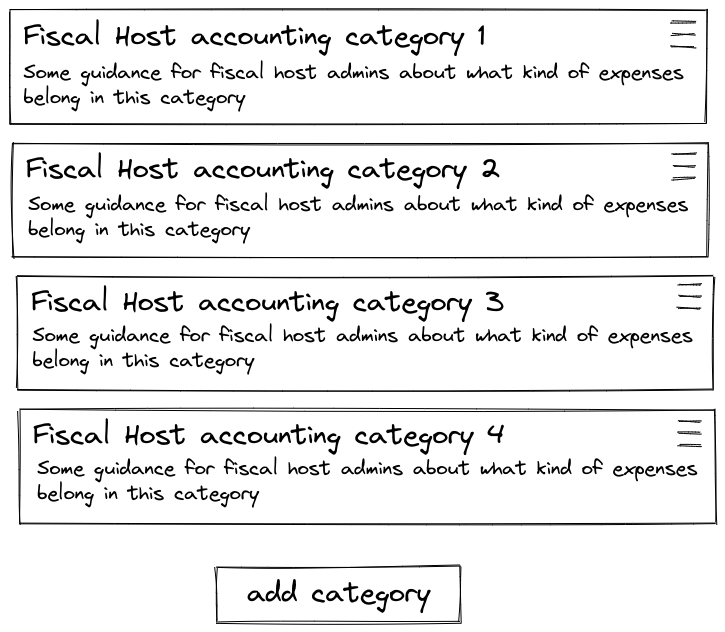 Fiscal Host accounting category 1
Some guidance for fiscal host admins about what kind of expenses
belong in this category
Fiscal Host accounting category 2
Some guidance for fiscal host admins about what kind of expenses
belong in this category
Fiscal Host accounting category 3
Some guidance for fiscal host admins about what kind of expenses
belong in this category
Fiscal Host accounting category 4
Some guidance for fiscal host admins about what kind of expenses
belong in this category
add category